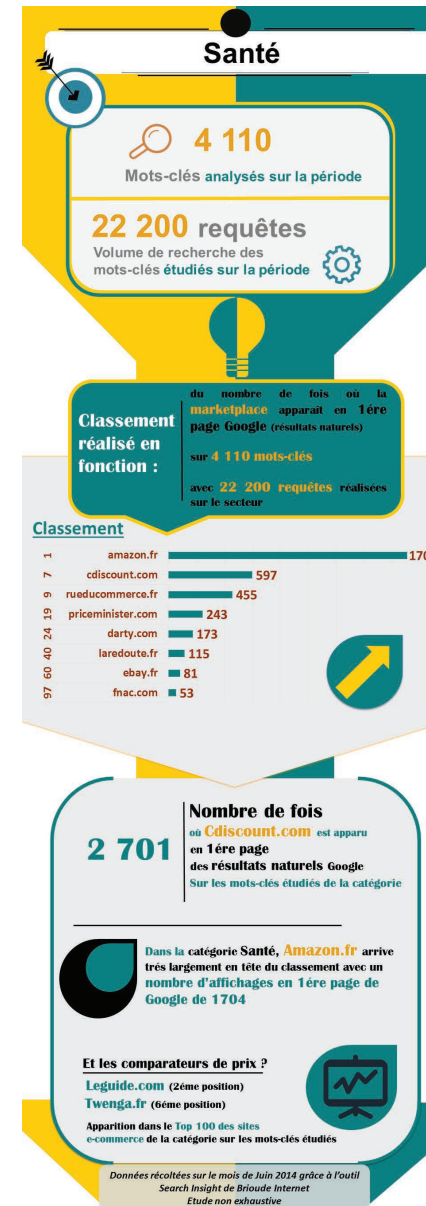 Santé
4 110
Mots-clés analysés sur la période
22 200 requêtes
Volume de recherche des
mots-clés étudiés sur la période
Classement
réalisé en
fonction :
du nombre de fois où la
marketplace apparait en 1ére
page Google (résultats naturels)
sur 4 110 mots-clés
avec 22 200 requêtes réalisées
sur le secteur
Classement
1 amazon.fr 170
7 cdiscount.com 597
9 rueducommerce.fr 455
19 priceminister.com 243
24 darty.com 173
40 laredoute.fr 115
60 ebay.fr 81
97 fnac.com 53
2 701
Nombre de fois
où Cdiscount.com est apparu
en 1ére page
des résultats naturels Google
Sur les mots-clés étudiés de la catégorie
Dans la catégorie Santé, Amazon.fr arrive
trés largement en tête du classement avec un
nombre d'affichages en 1ére page de
Google de 1704
Et les comparateurs de prix ?
Leguide.com (2éme position)
Twenga.fr (6éme position)
Apparition dans le Top 100 des sites
e-commerce de la catégorie sur les mots-clés étudiés
Données récoltées sur le mois de Juin 2014 grâce à l'outil
Search Insight de Brioude Internet
Etude non exhaustive